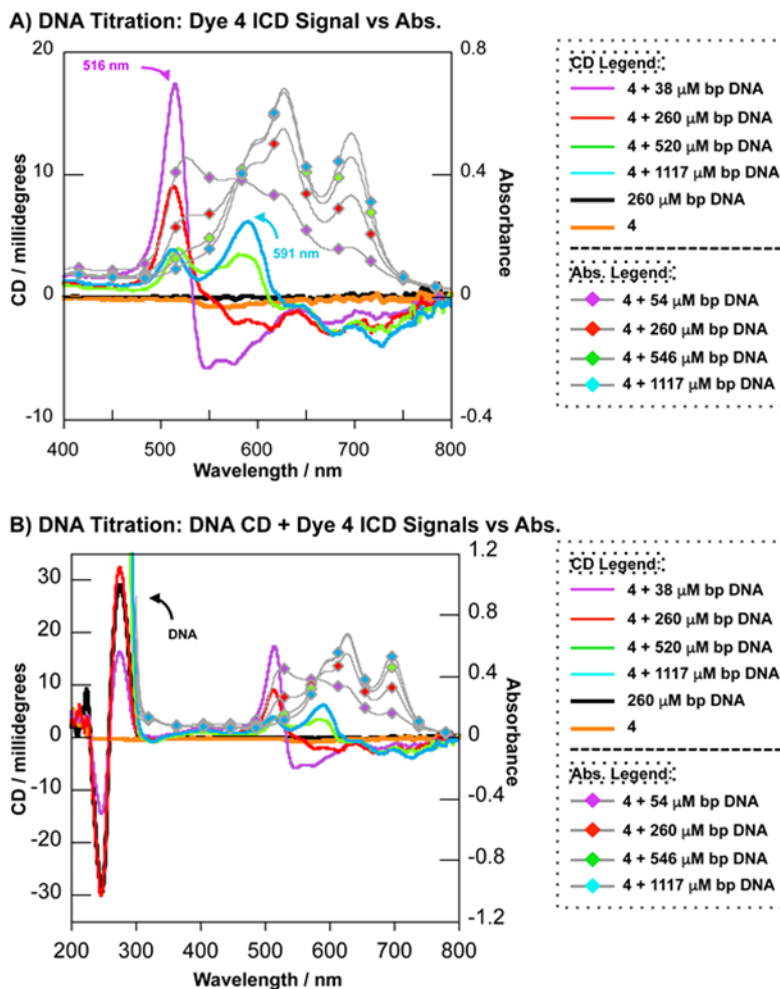 A) DNA Titration: Dye 4 ICD Signal vs Abs.
20
10
0
-10
CD / millidegrees
516 nm
591 nm
0.8
0.4
0
-0.4
Absorbance
400
500
600
700
800
Wavelength / nm
CD Legend:
4 + 38 μM bp DNA
4 + 260 μM bp DNA
4 + 520 μM bp DNA
4 + 1117 μM bp DNA
260 μM bp DNA
4
Abs. Legend:
4 + 54 μM bp DNA
4 + 260 μM bp DNA
4 + 546 μM bp DNA
4 + 1117 μM bp DNA
B) DNA Titration: DNA CD + Dye 4 ICD Signals vs Abs.
30
20
10
0
-10
-20
-30
CD / millidegrees
DNA
1.2
0.8
0.4
0
-0.4
-0.8
-1.2
Absorbance
200
300
400
500
600
700
800
Wavelength / nm
CD Legend:
4 + 38 μM bp DNA
4 + 260 μM bp DNA
4 + 520 μM bp DNA
4 + 1117 μM bp DNA
260 μM bp DNA
4
Abs. Legend:
4 + 54 μM bp DNA
4 + 260 μM bp DNA
4 + 546 μM bp DNA
4 + 1117 μM bp DNA